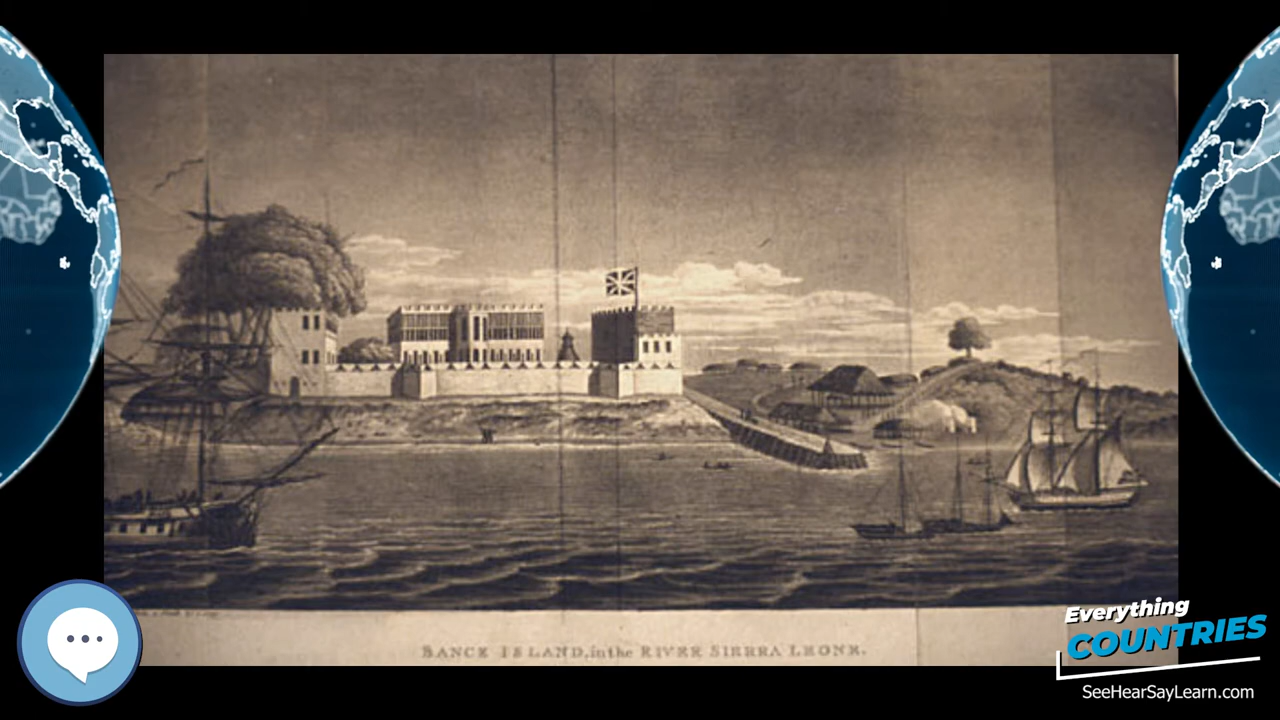 BANCE ISLAND, in the RIVER SIERRA LEONE.
Everything
COUNTRIES
SeeHearSayLearn.com